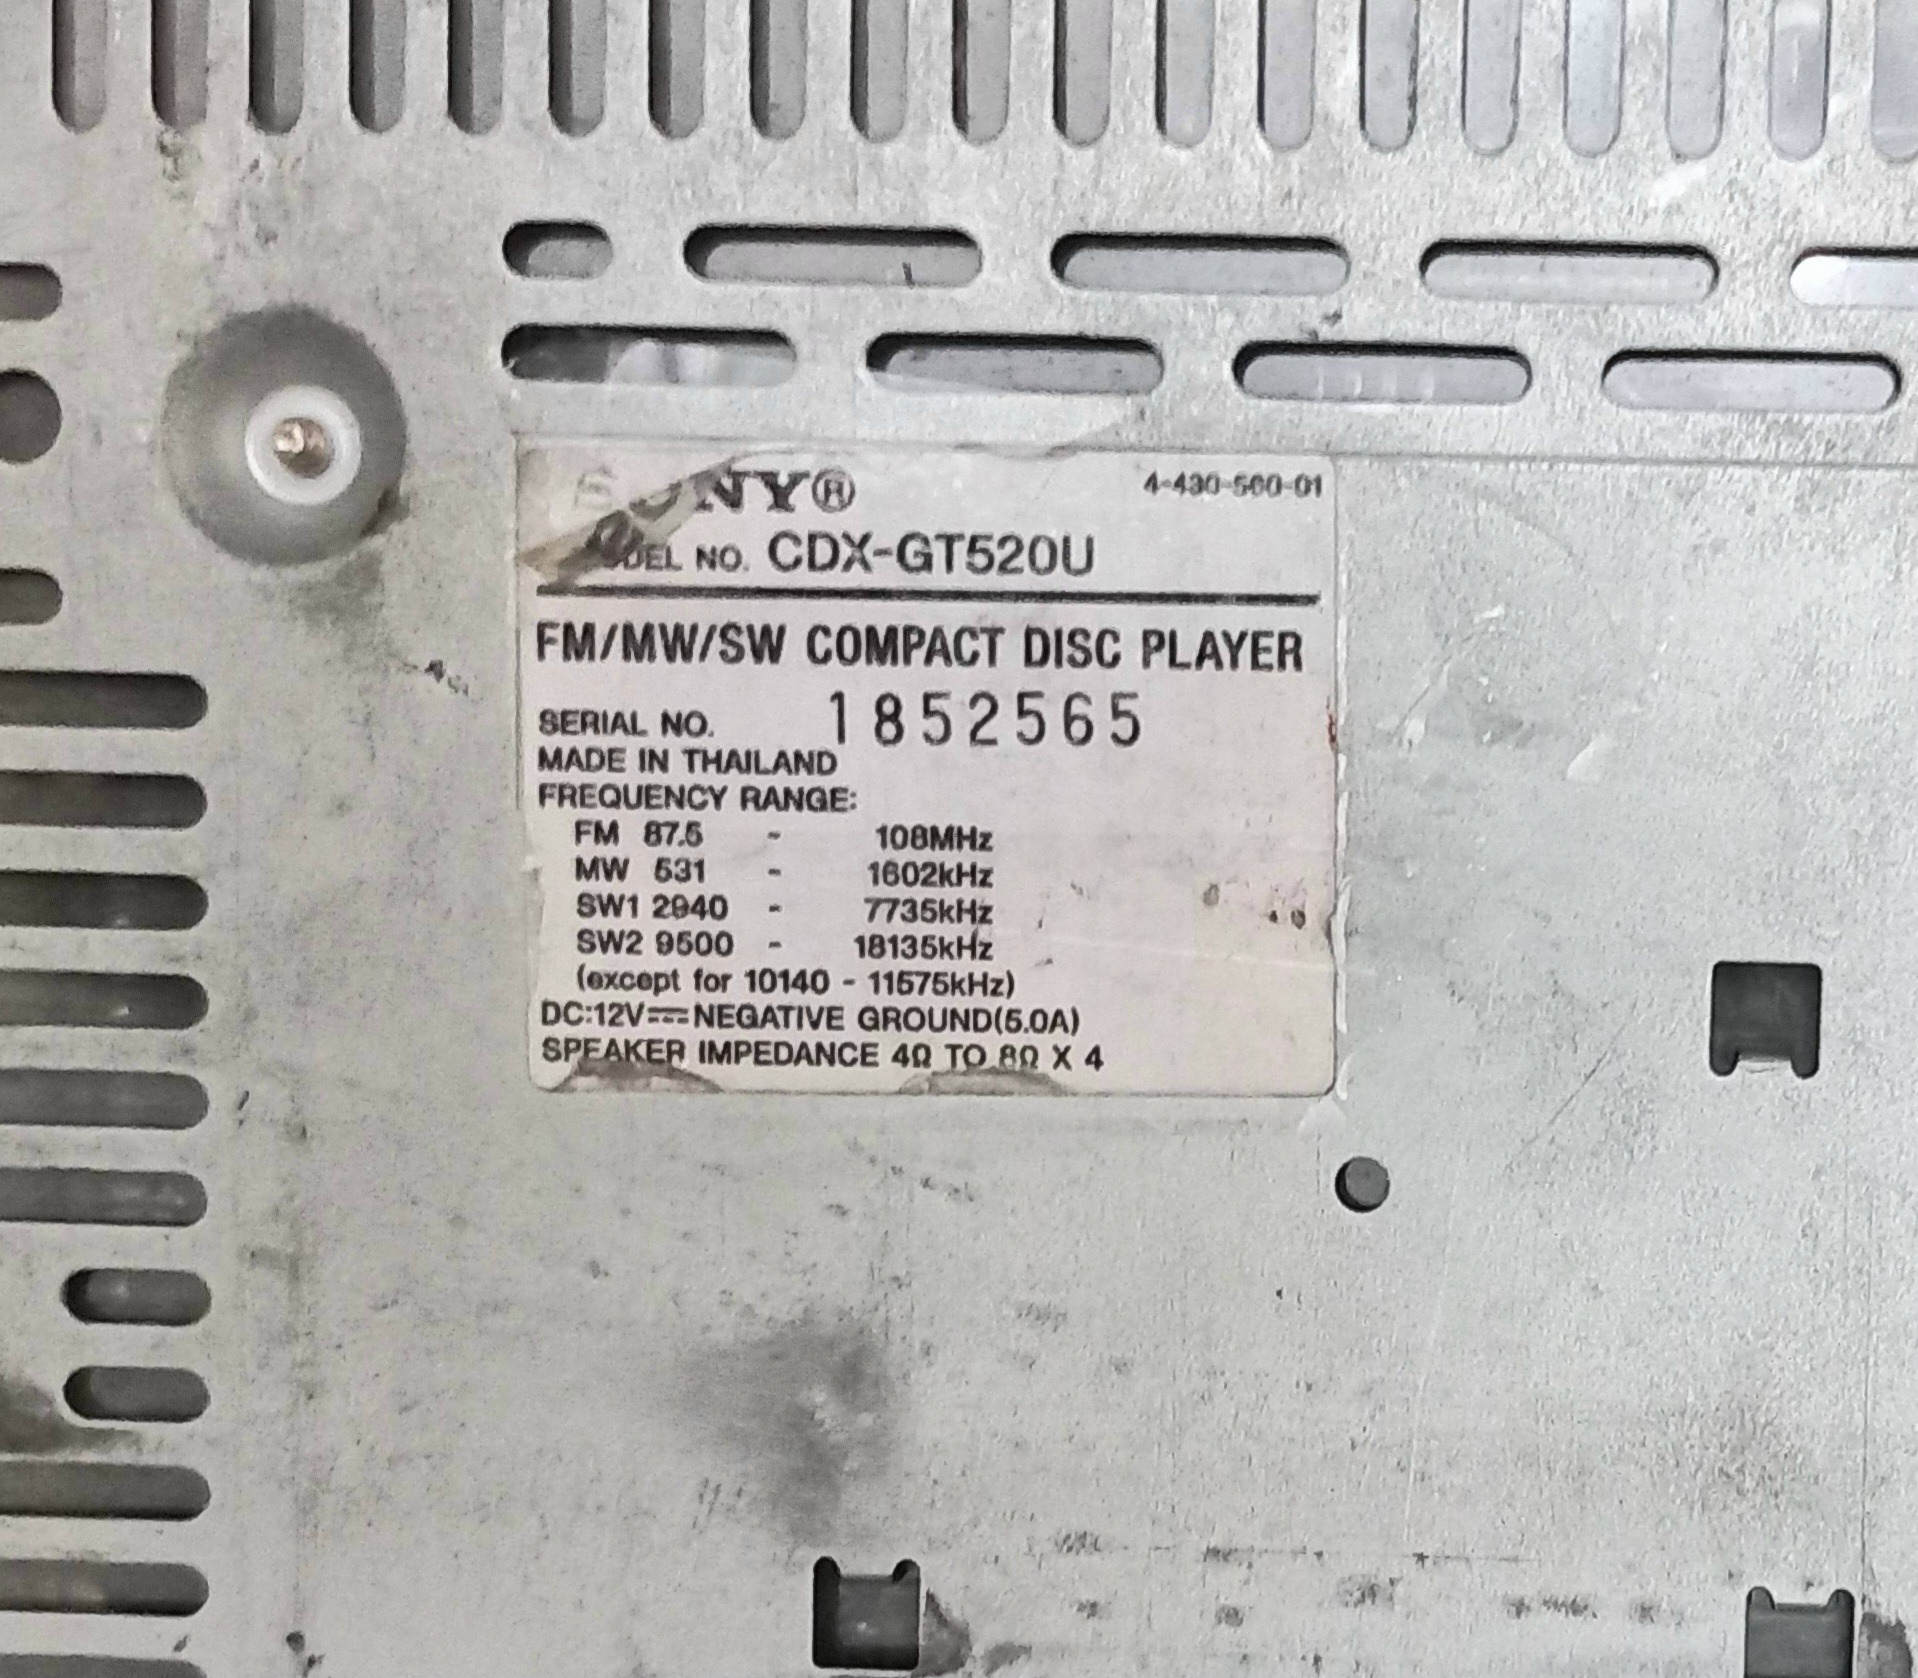 SONY®
4-430-560-01
MODEL NO. CDX-GT520U
FM/MW/SW COMPACT DISC PLAYER
SERIAL NO. 1852565
MADE IN THAILAND
FREQUENCY RANGE:
FM 87.5 - 108MHz
MW 531 - 1602kHz
SW1 2940 - 7735kHz
SW2 9500 - 18135kHz
(except for 10140 - 11575kHz)
DC:12V⎓NEGATIVE GROUND(5.0A)
SPEAKER IMPEDANCE 4Ω TO 8Ω X 4